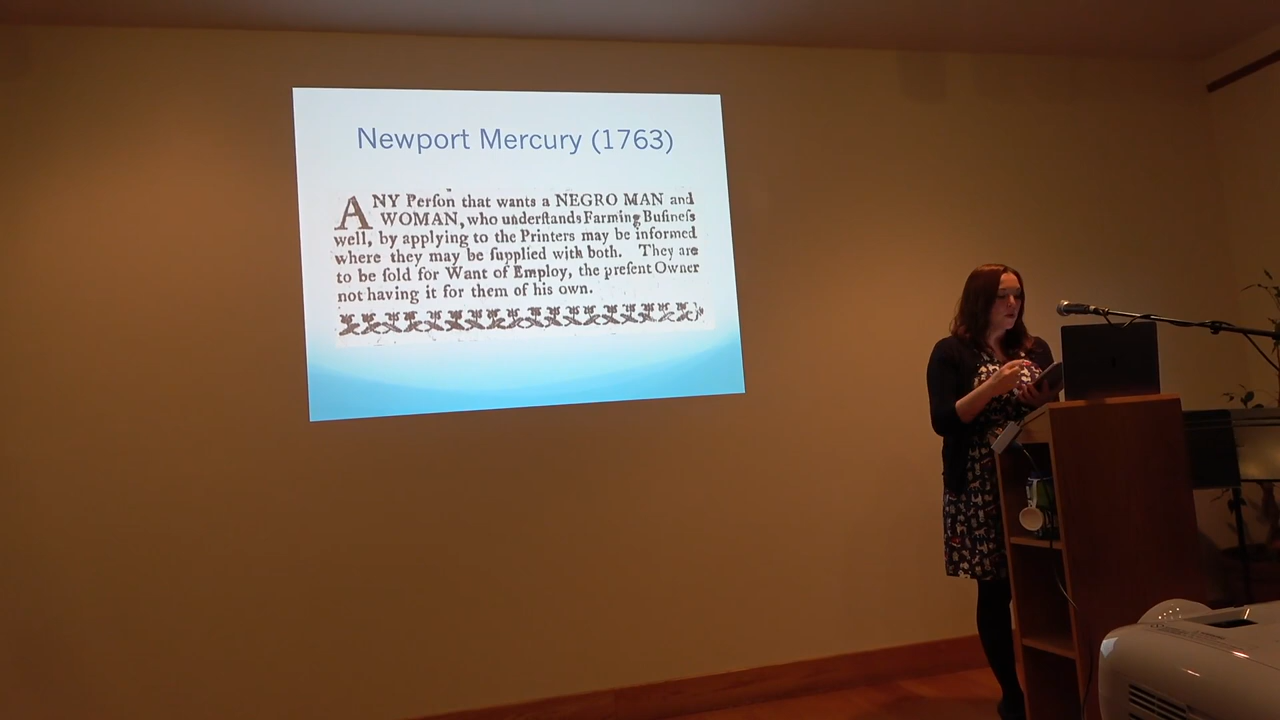 Newport Mercury (1763)
ANY Perſon that wants a NEGRO MAN and
WOMAN, who underſtands Farming Buſineſs
well, by applying to the Printers may be informed
where they may be ſupplied with both. They are
to be ſold for Want of Employ, the preſent Owner
not having it for them of his own.